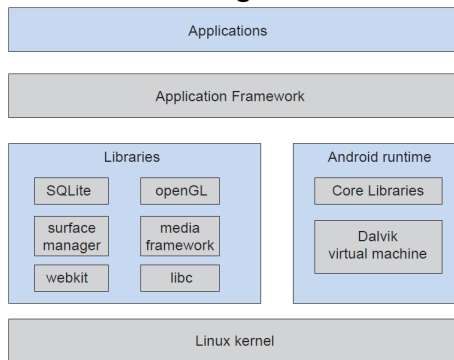 Applications
Application Framework
Libraries
SQLite
openGL
surface
manager
media
framework
webkit
libc
Android runtime
Core Libraries
Dalvik
virtual machine
Linux kernel